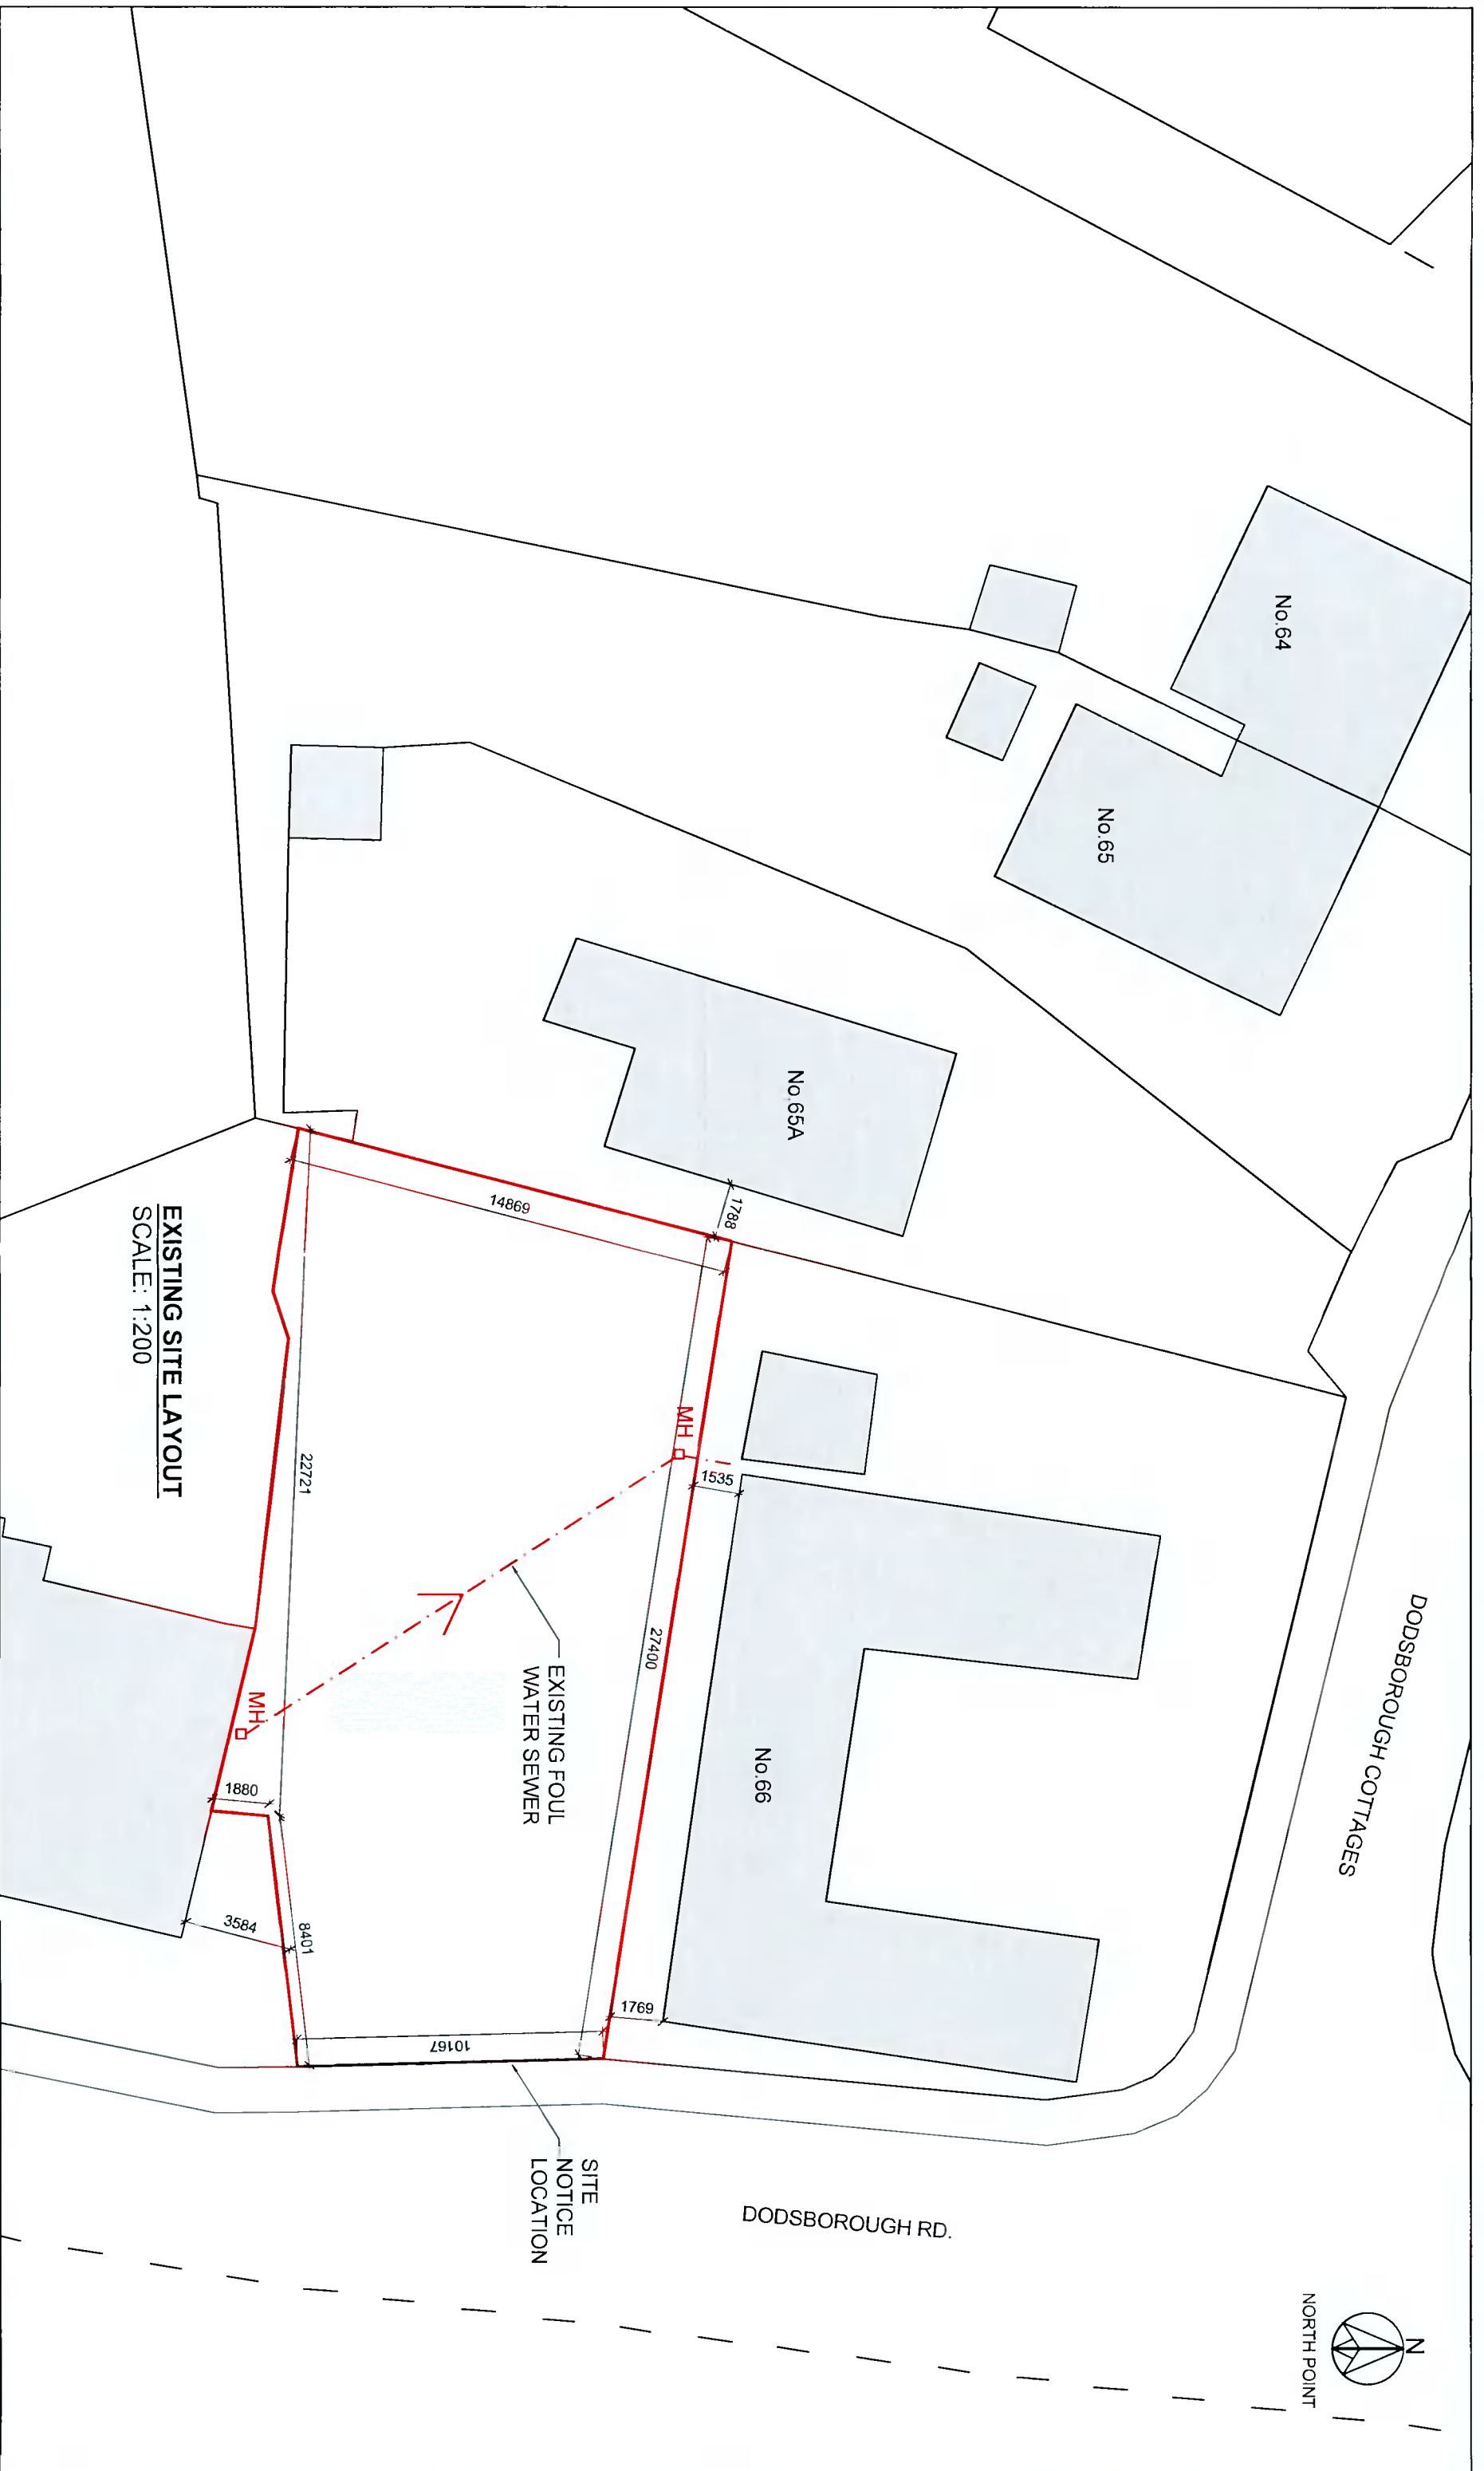 N
NORTH POINT
DODSBOROUGH COTTAGES
DODSBOROUGH RD.
No.64
No.65
No.65A
No.66
1788
14869
MH
1535
27400
1769
EXISTING FOUL
WATER SEWER
22721
MH
1880
8401
3584
10167
SITE
NOTICE
LOCATION
EXISTING SITE LAYOUT
SCALE: 1:200